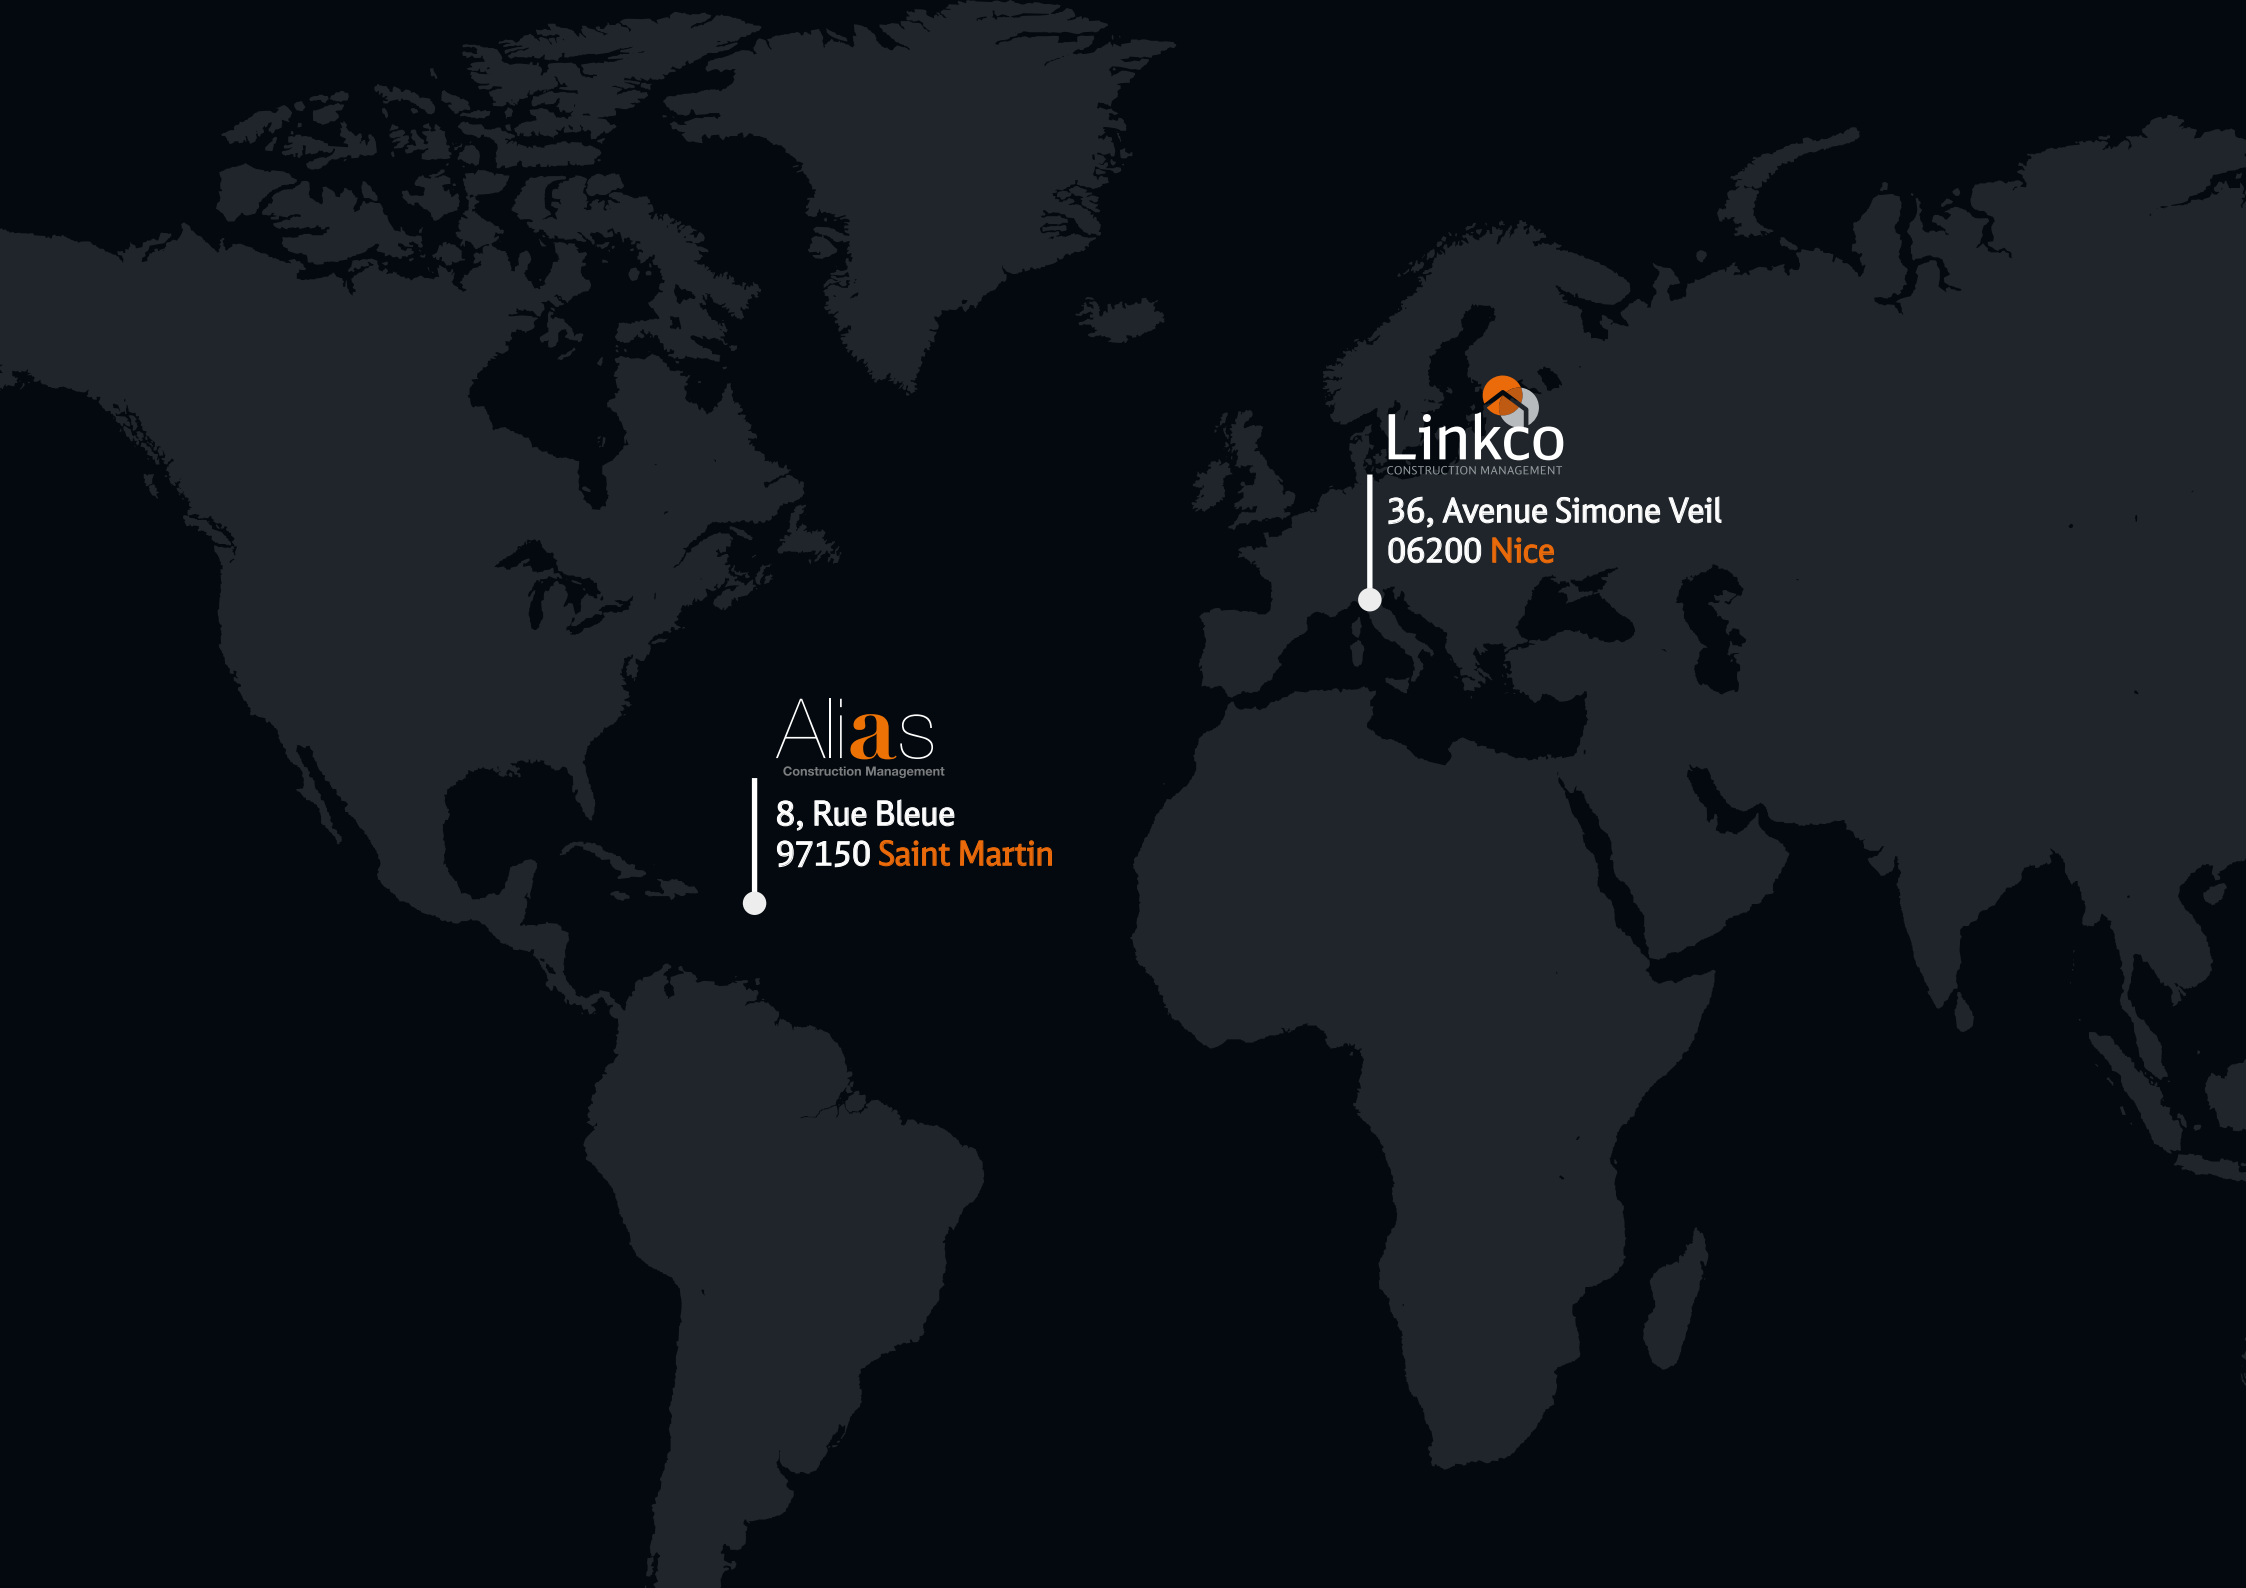 Linkco
CONSTRUCTION MANAGEMENT
36, Avenue Simone Veil
06200 Nice
Alias
Construction Management
8, Rue Bleue
97150 Saint Martin